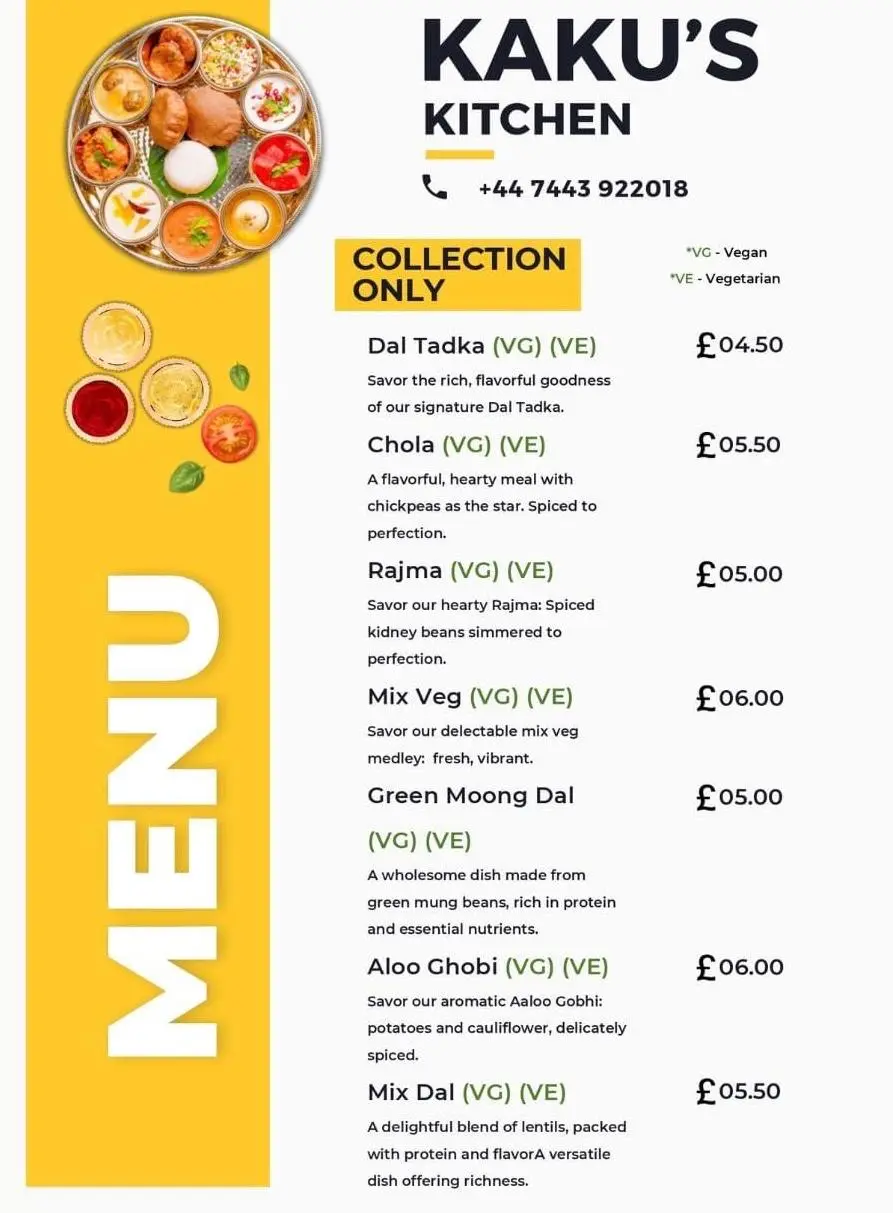 KAKU’S
KITCHEN
+44 7443 922018
COLLECTION
ONLY
*VG - Vegan
*VE - Vegetarian
Dal Tadka (VG) (VE) £04.50
Savor the rich, flavorful goodness
of our signature Dal Tadka.
Chola (VG) (VE) £05.50
A flavorful, hearty meal with
chickpeas as the star. Spiced to
perfection.
Rajma (VG) (VE) £05.00
Savor our hearty Rajma: Spiced
kidney beans simmered to
perfection.
Mix Veg (VG) (VE) £06.00
Savor our delectable mix veg
medley: fresh, vibrant.
Green Moong Dal £05.00
(VG) (VE)
A wholesome dish made from
green mung beans, rich in protein
and essential nutrients.
Aloo Ghobi (VG) (VE) £06.00
Savor our aromatic Aaloo Gobhi:
potatoes and cauliflower, delicately
spiced.
Mix Dal (VG) (VE) £05.50
A delightful blend of lentils, packed
with protein and flavorA versatile
dish offering richness.
MENU